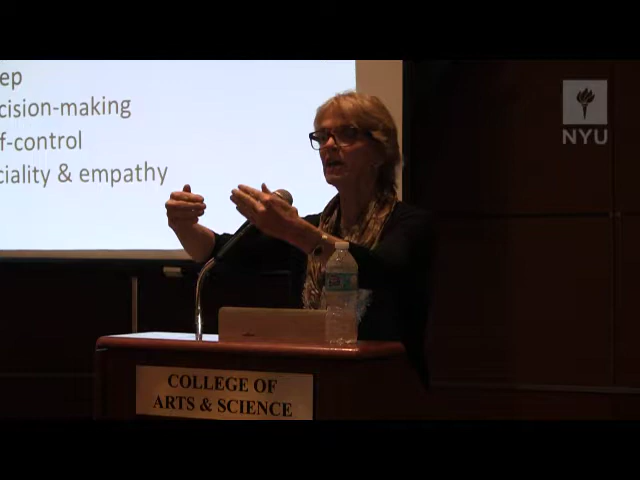 ep
cision-making
f-control
ciality & empathy
NYU
COLLEGE OF
ARTS & SCIENCE